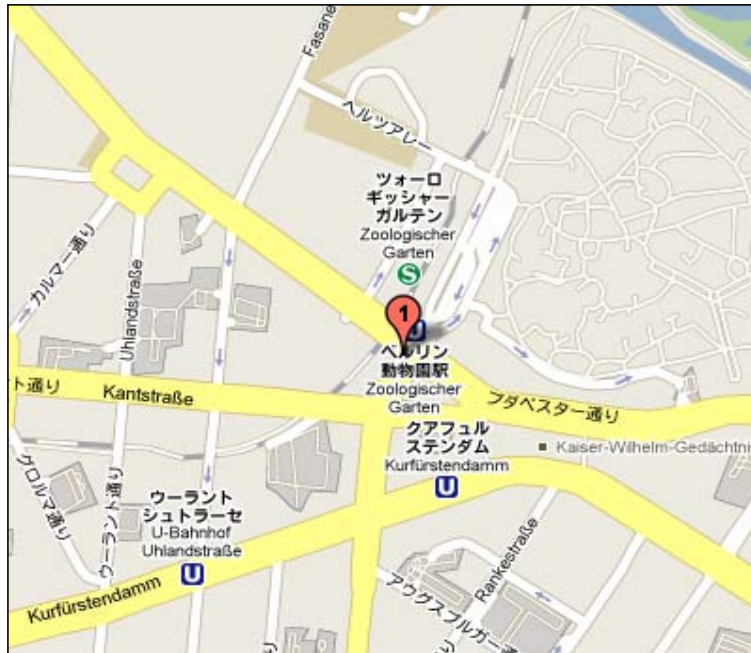 Fasane
ヘルツアレー
ツォーロ
ギッシャー
ガルテン
Zoologischer
Garten
S
カルマー通り
Uhlandstraße
1
U
ベルリン
動物園駅
Zoologischer
Garten
ント通り
Kantstraße
ブダペスター通り
クアフュル
ステンダム
Kurfürstendamm
U
Kaiser-Wilhelm-Gedächtni
グロルマ通り
ウーラント通り
ウーラント
シュトラーセ
U-Bahnhof
Uhlandstraße
U
Rankestraße
Kurfürstendamm
アウグスブルガー通